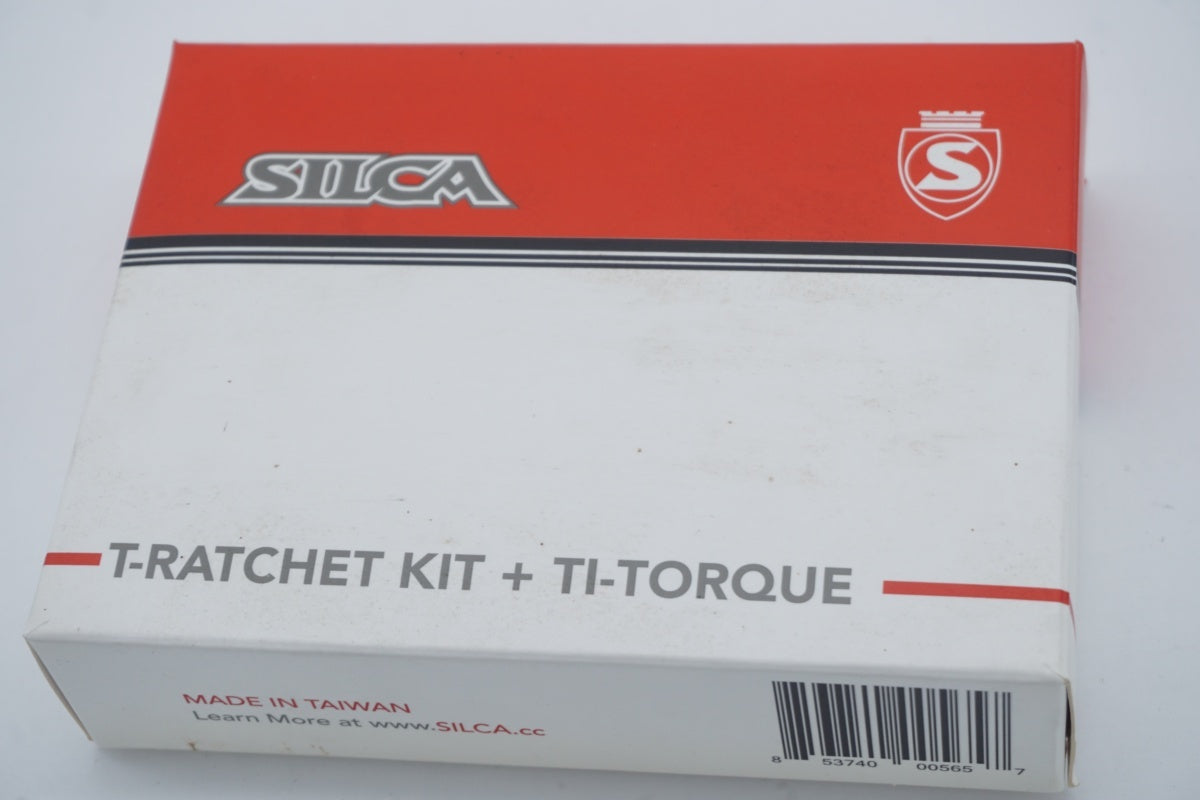 SILCA
S
T-RATCHET KIT + TI-TORQUE
MADE IN TAIWAN
Learn More at www.SILCA.cc
8 53740 00565 7